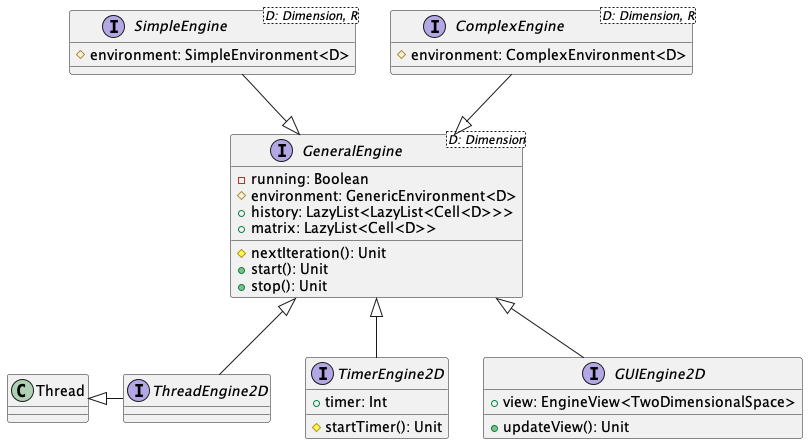 I SimpleEngine D: Dimension, R
environment: SimpleEnvironment<D>
I ComplexEngine D: Dimension, R
environment: ComplexEnvironment<D>
I GeneralEngine D: Dimension
running: Boolean
environment: GenericEnvironment<D>
history: LazyList<LazyList<Cell<D>>>
matrix: LazyList<Cell<D>>
nextIteration(): Unit
start(): Unit
stop(): Unit
C Thread
I ThreadEngine2D
I TimerEngine2D
timer: Int
startTimer(): Unit
I GUIEngine2D
view: EngineView<TwoDimensionalSpace>
updateView(): Unit